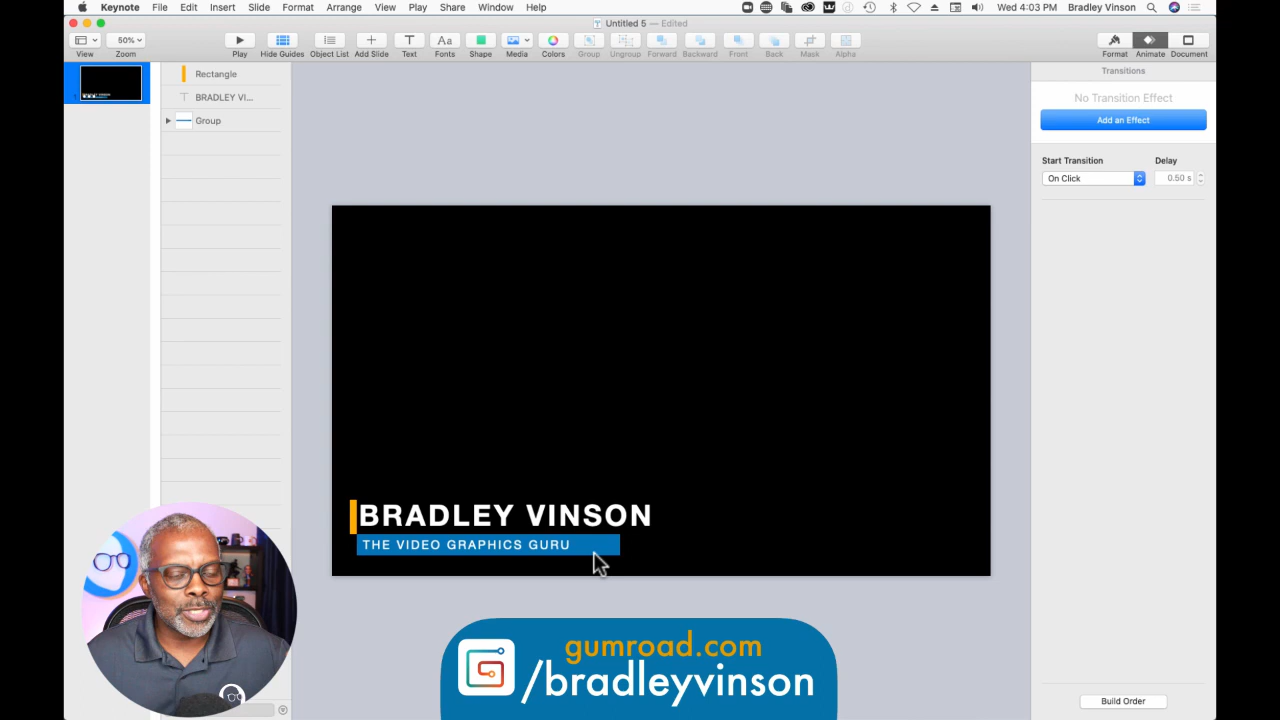 Keynote File Edit Insert Slide Format Arrange View Play Share Window Help Wed 4:03 PM Bradley Vinson
Untitled 5 — Edited
50%
View Zoom Play Hide Guides Object List Add Slide Text Fonts Shape Media Colors Group Ungroup Forward Backward Front Back Mask Alpha Format Animate Document
Rectangle
BRADLEY VI...
Group
Transitions
No Transition Effect
Add an Effect
Start Transition Delay
On Click 0.50 s
BRADLEY VINSON
THE VIDEO GRAPHICS GURU
gumroad.com
/bradleyvinson
Build Order